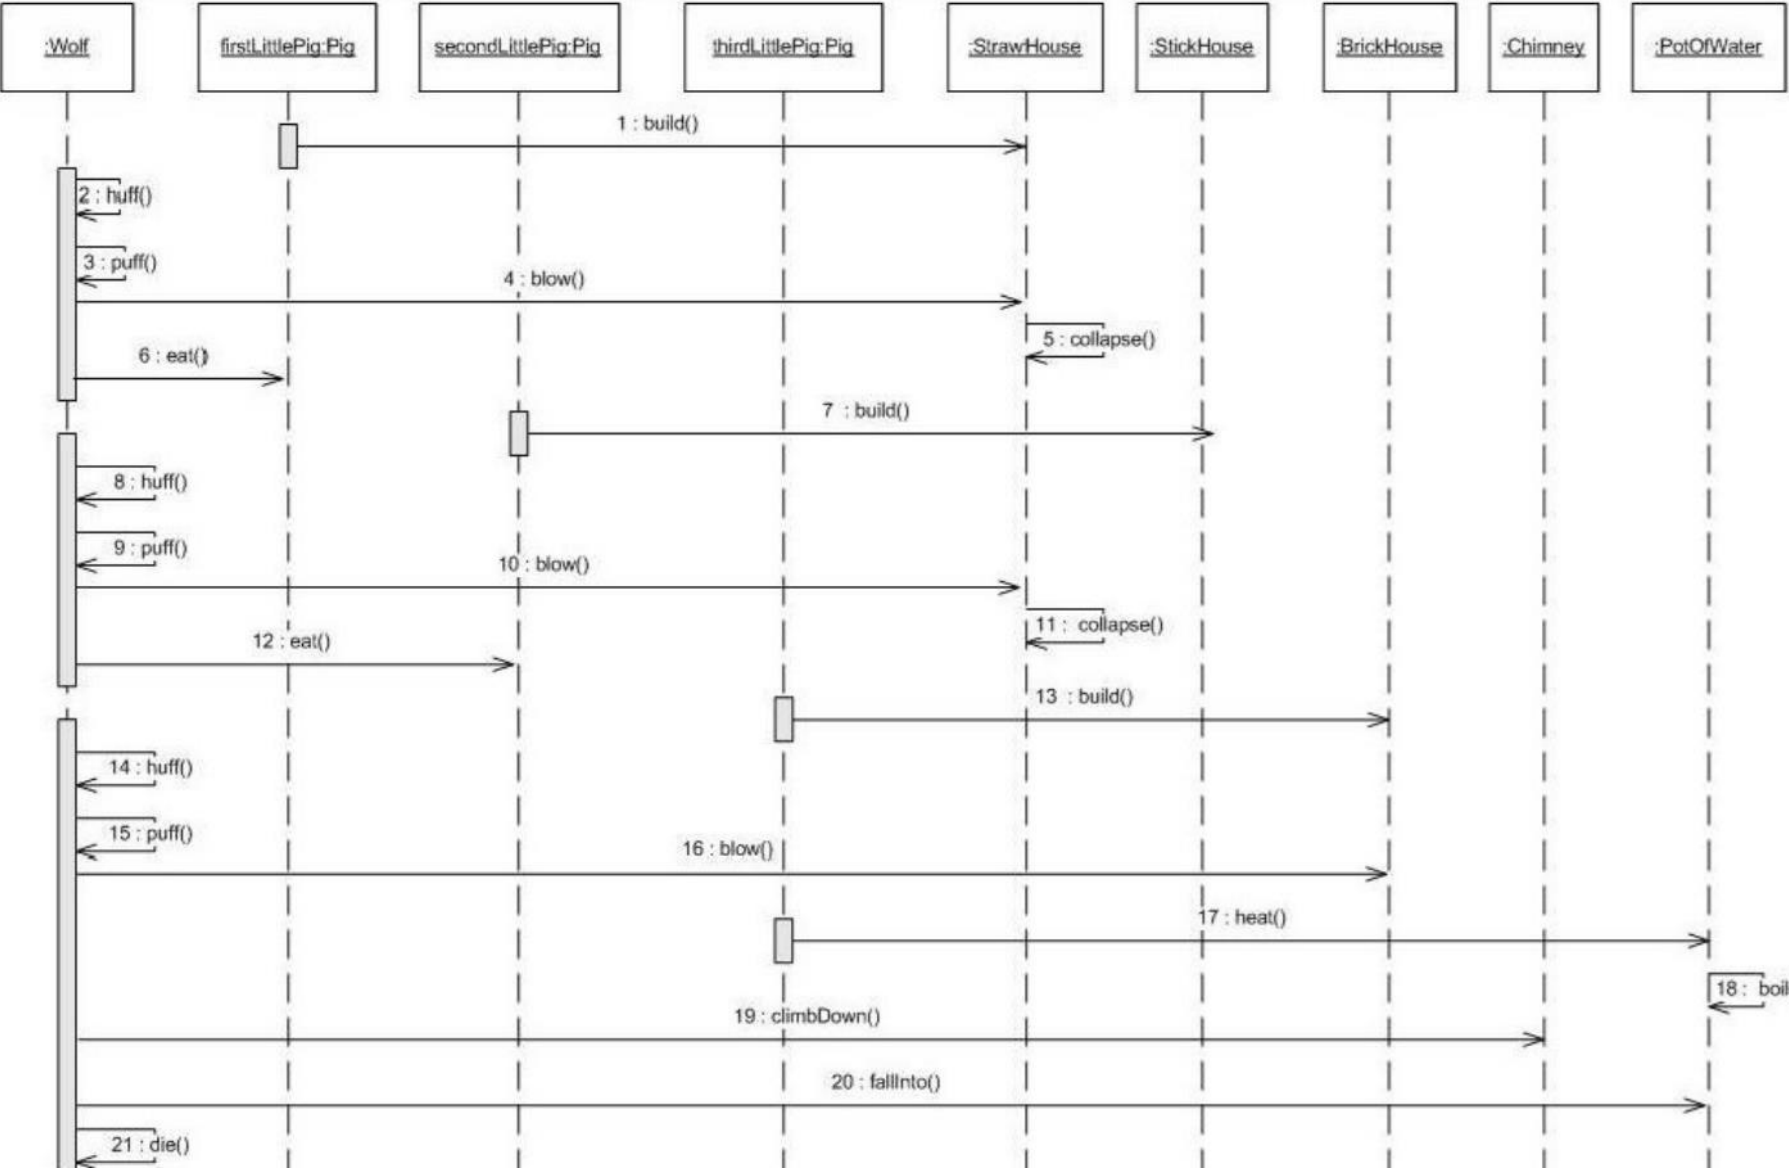 :Wolf
firstLittlePig:Pig
secondLittlePig:Pig
thirdLittlePig:Pig
:StrawHouse
:StickHouse
:BrickHouse
:Chimney
:PotOfWater
1 : build()
2 : huff()
3 : puff()
4 : blow()
5 : collapse()
6 : eat()
7 : build()
8 : huff()
9 : puff()
10 : blow()
11 : collapse()
12 : eat()
13 : build()
14 : huff()
15 : puff()
16 : blow()
17 : heat()
18 : boil
19 : climbDown()
20 : fallInto()
21 : die()